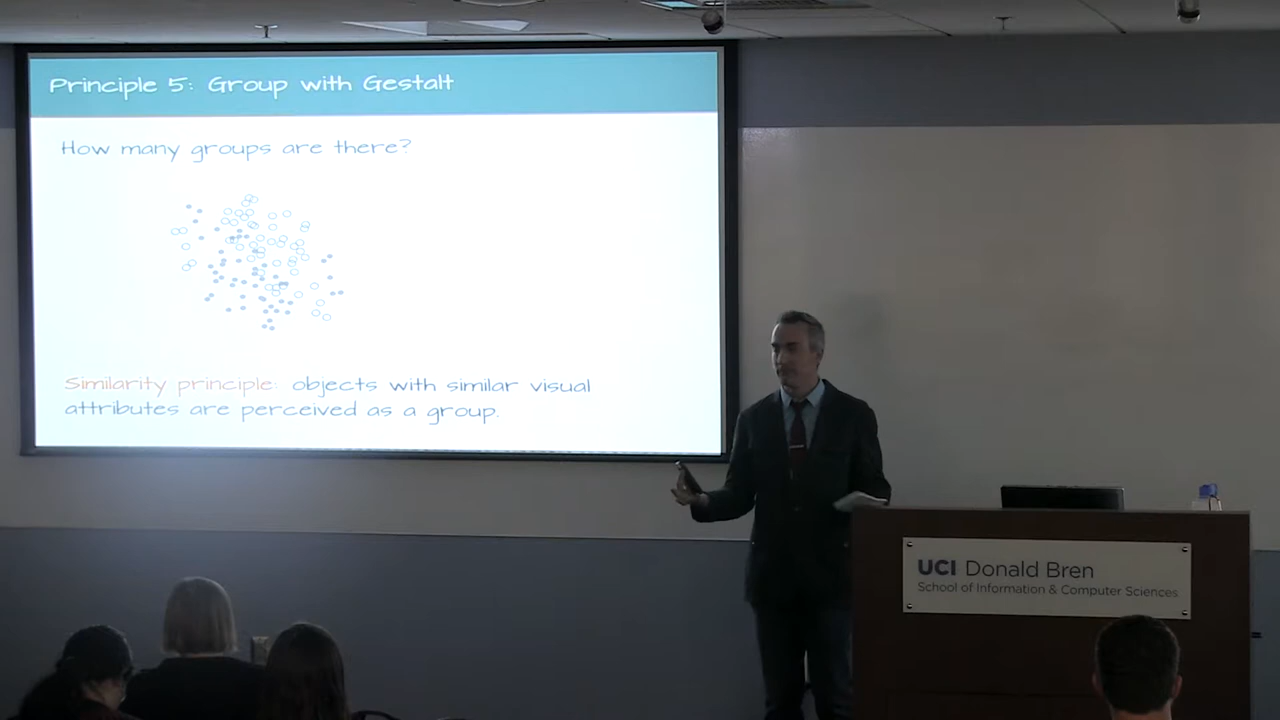 Principle 5: Group with Gestalt
How many groups are there?
Similarity principle: objects with similar visual
attributes are perceived as a group.
UCI Donald Bren
School of Information & Computer Sciences